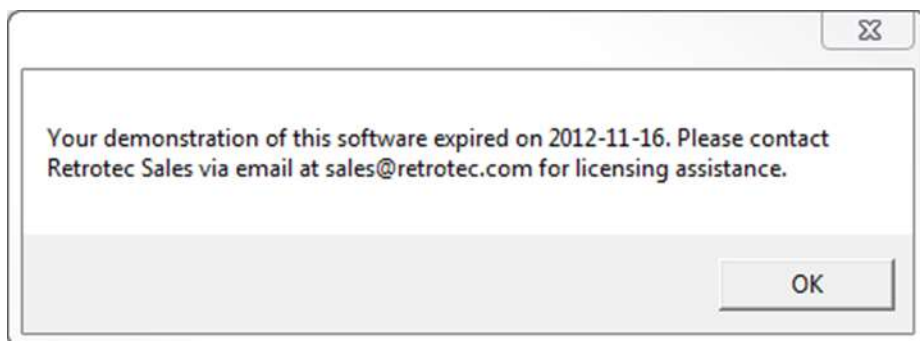 Your demonstration of this software expired on 2012-11-16. Please contact
Retrotec Sales via email at sales@retrotec.com for licensing assistance.
OK